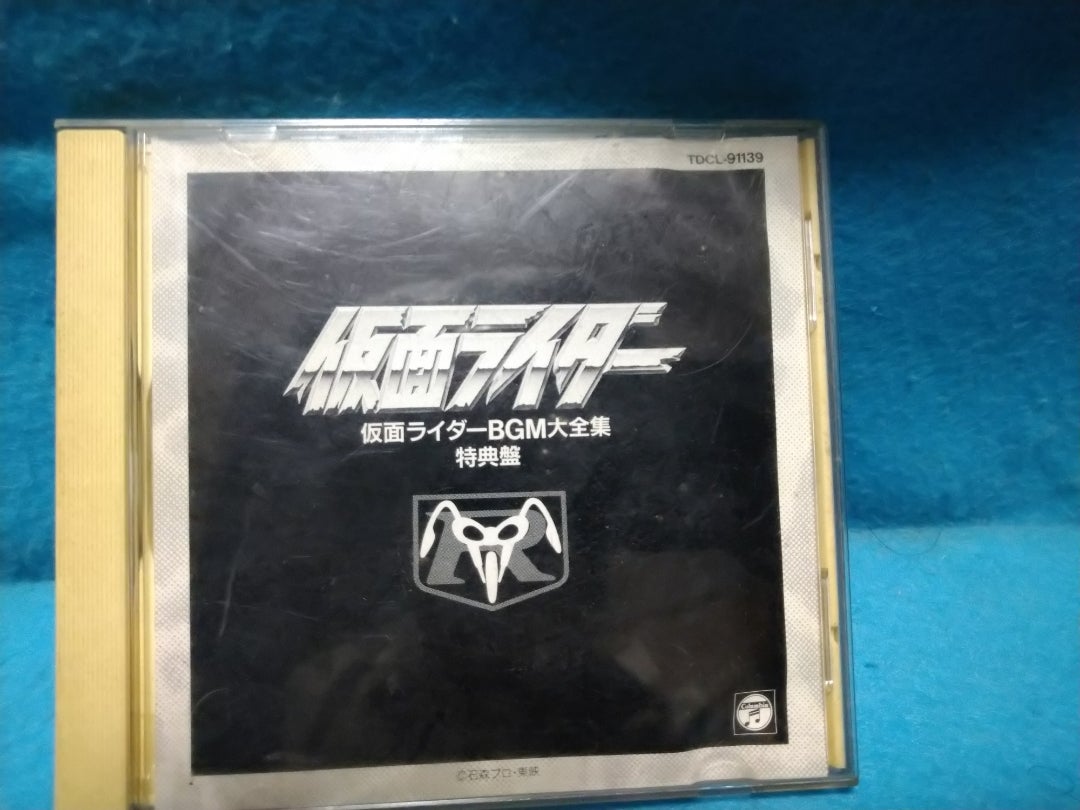 TDCL-91139
仮面ライダー
仮面ライダーBGM大全集
特典盤
R
Columbia
©石森プロ・東映